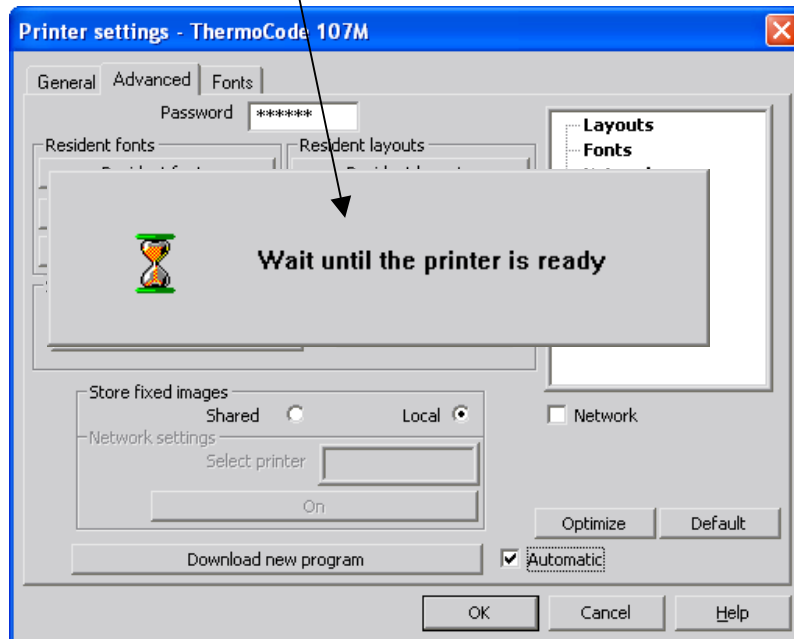 Printer settings - ThermoCode 107M
General Advanced Fonts
Password ******
Resident fonts Resident layouts
Layouts
Fonts
Wait until the printer is ready
Store fixed images
Shared Local
Network
Network settings
Select printer
On
Optimize Default
Download new program Automatic
OK Cancel Help